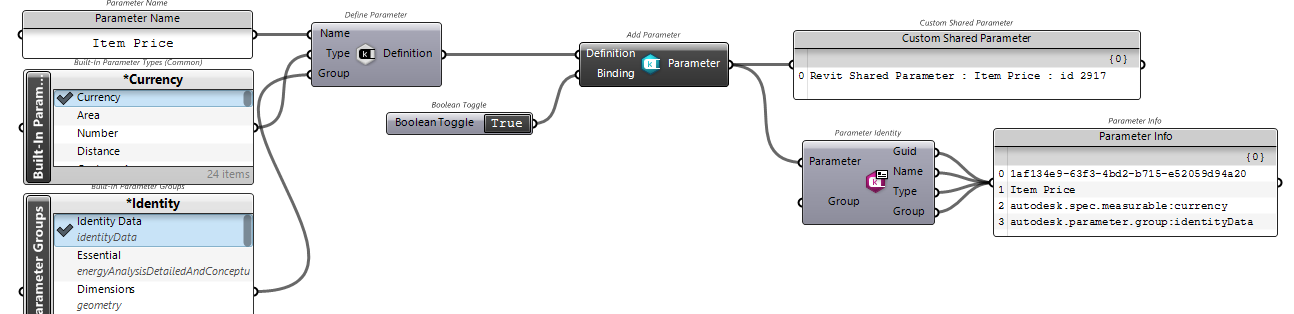 Parameter Name
Parameter Name
Item Price
Built-In Parameter Types (Common)
Built-In Param...
*Currency
Currency
Area
Number
Distance
24 items
Built-In Parameter Groups
arameter Groups
*Identity
Identity Data
identityData
Essential
energyAnalysisDetailedAndConceptu
Dimensions
geometry
Define Parameter
Name
Type
Group
Definition
Boolean Toggle
Boolean Toggle
True
Add Parameter
Definition
Binding
Parameter
Custom Shared Parameter
Custom Shared Parameter
{0}
0 Revit Shared Parameter : Item Price : id 2917
Parameter Identity
Parameter
Group
Guid
Name
Type
Group
Parameter Info
Parameter Info
{0}
0 1af134e9-63f3-4bd2-b715-e52059d94a20
1 Item Price
2 autodesk.spec.measurable:currency
3 autodesk.parameter.group:identityData